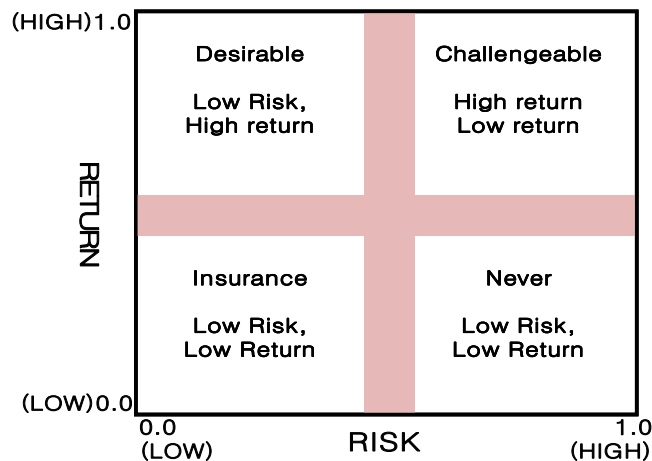 (HIGH)1.0
Desirable
Low Risk,
High return
Challengeable
High return
Low return
RETURN
Insurance
Low Risk,
Low Return
Never
Low Risk,
Low Return
(LOW)0.0
0.0
(LOW)
RISK
1.0
(HIGH)